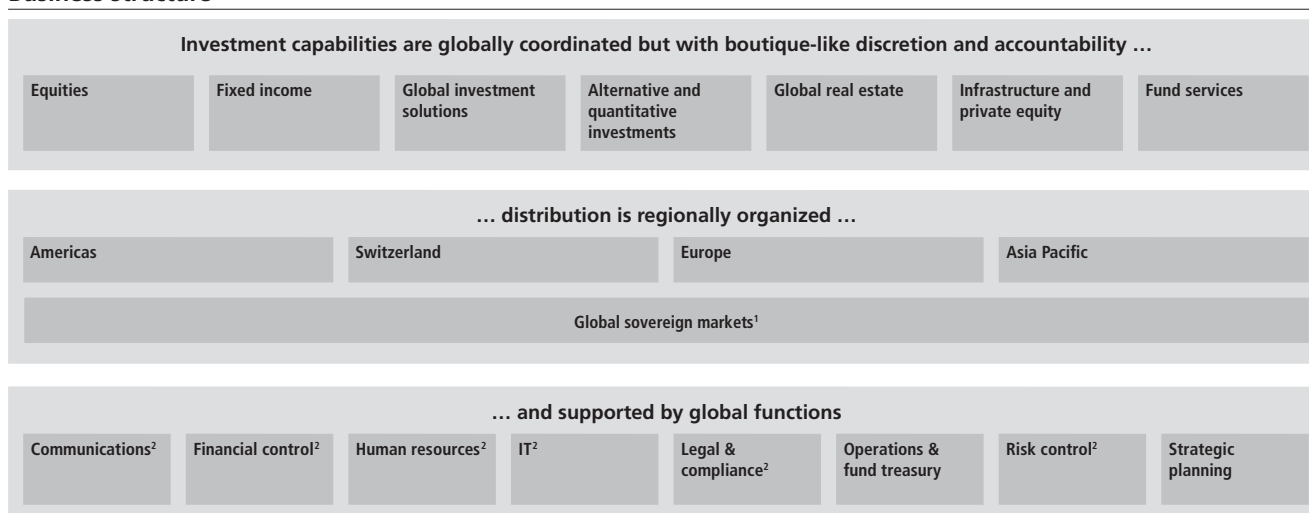 Business structure
Investment capabilities are globally coordinated but with boutique-like discretion and accountability …
Equities
Fixed income
Global investment
solutions
Alternative and
quantitative
investments
Global real estate
Infrastructure and
private equity
Fund services
… distribution is regionally organized …
Americas
Switzerland
Europe
Asia Pacific
Global sovereign markets¹
… and supported by global functions
Communications²
Financial control²
Human resources²
IT²
Legal &
compliance²
Operations &
fund treasury
Risk control²
Strategic
planning